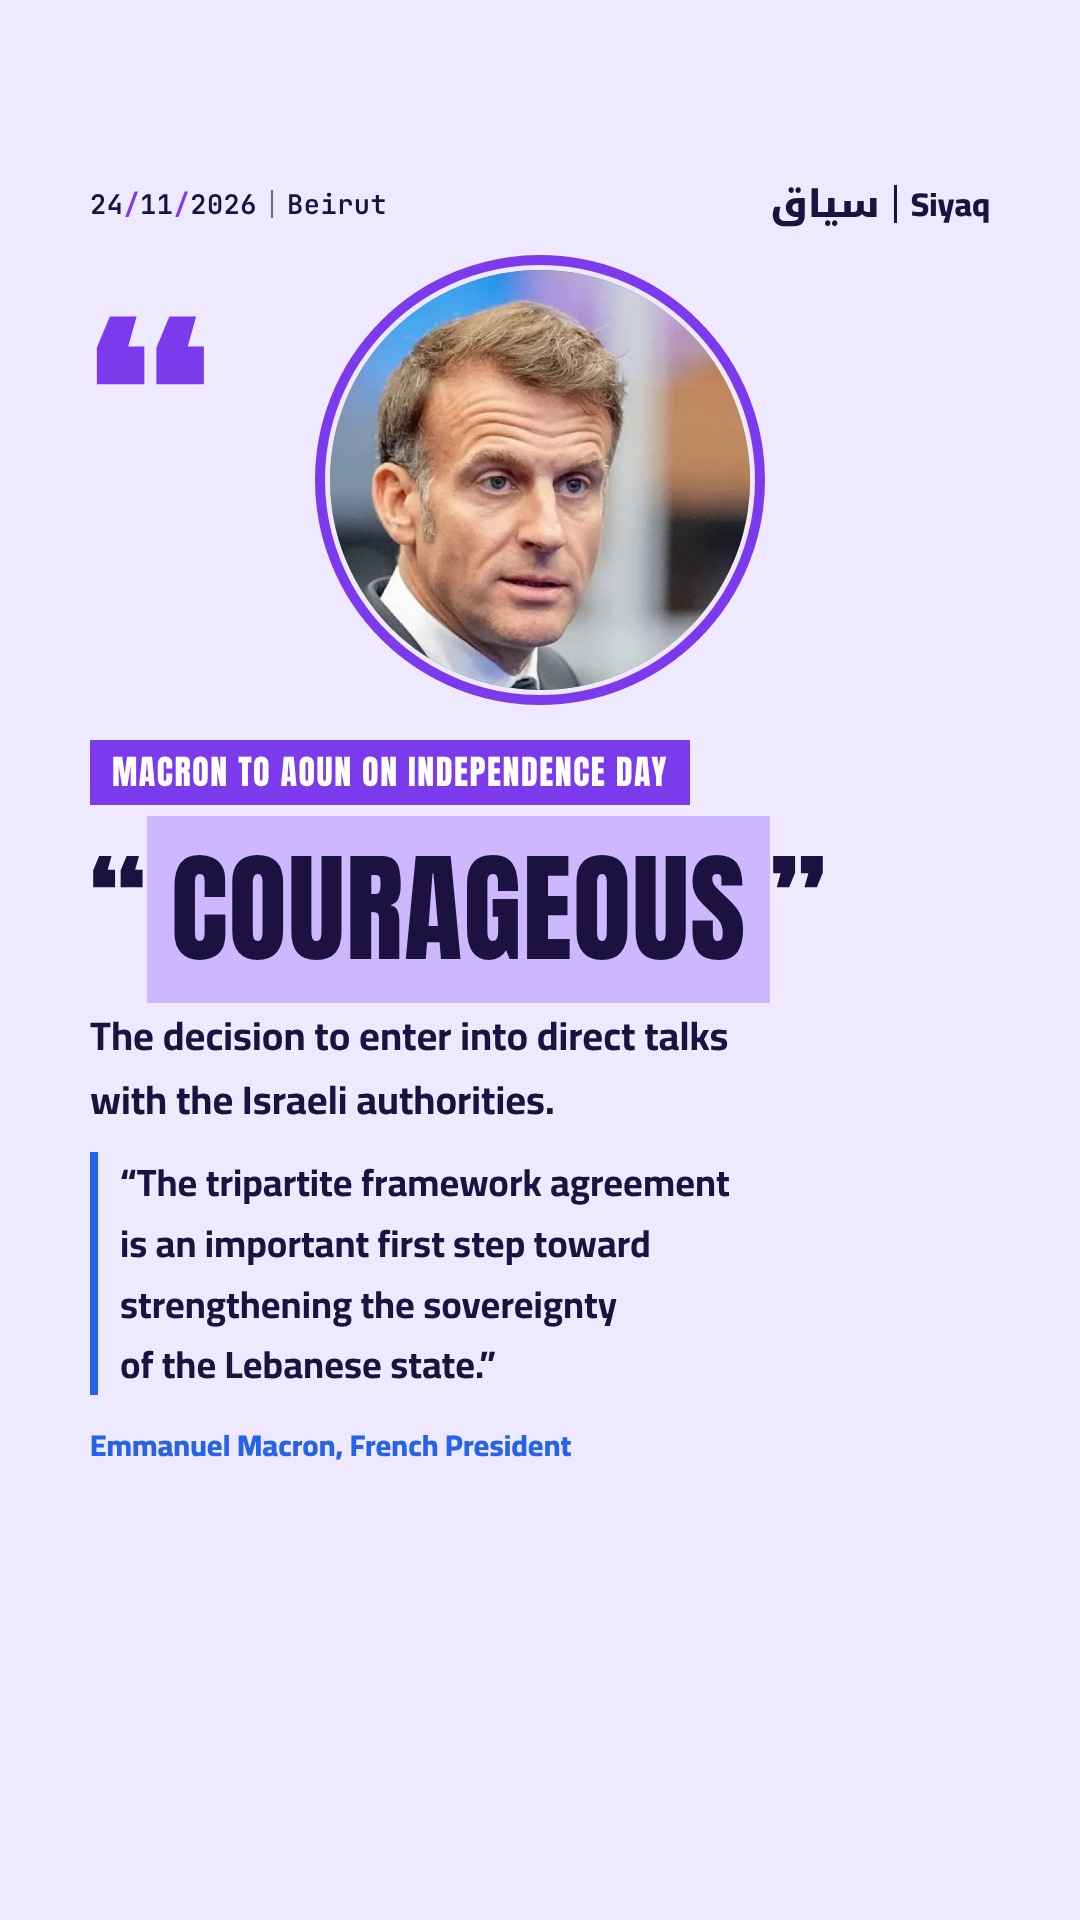 24/11/2026 | Beirut
سياق | Siyaq
“
MACRON TO AOUN ON INDEPENDENCE DAY
“COURAGEOUS”
The decision to enter into direct talks
with the Israeli authorities.
“The tripartite framework agreement
is an important first step toward
strengthening the sovereignty
of the Lebanese state.”
Emmanuel Macron, French President